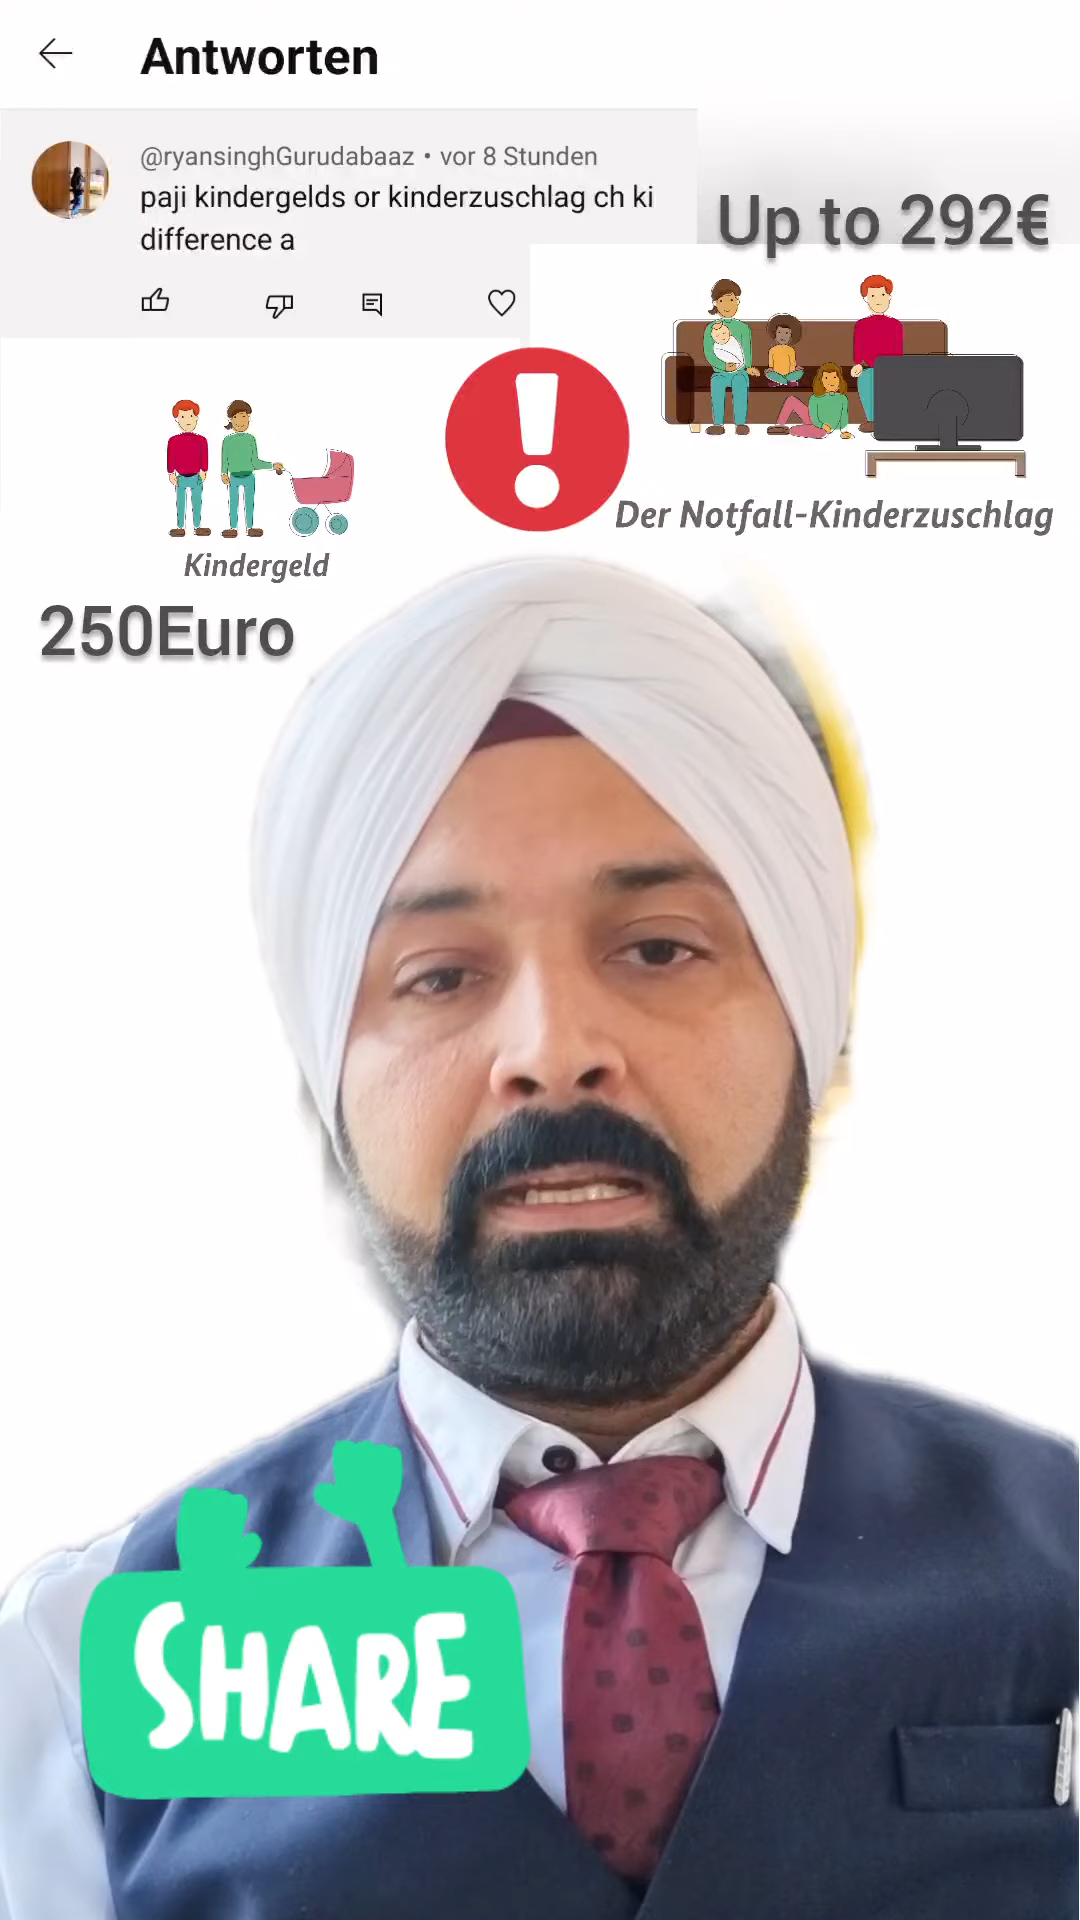 Antworten
@ryansinghGurudabaaz • vor 8 Stunden
paji kindergelds or kinderzuschlag ch ki
difference a
Up to 292€
Der Notfall-Kinderzuschlag
Kindergeld
250Euro
SHARE